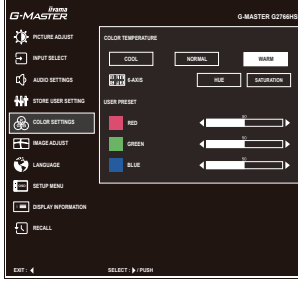 iiyama
G-MASTER
G-MASTER G2766HS
PICTURE ADJUST
INPUT SELECT
AUDIO SETTINGS
STORE USER SETTING
COLOR SETTINGS
IMAGE ADJUST
LANGUAGE
SETUP MENU
DISPLAY INFORMATION
RECALL
COLOR TEMPERATURE
COOL NORMAL WARM
6-AXIS HUE SATURATION
USER PRESET
RED 50
GREEN 50
BLUE 50
EXIT : SELECT : / PUSH